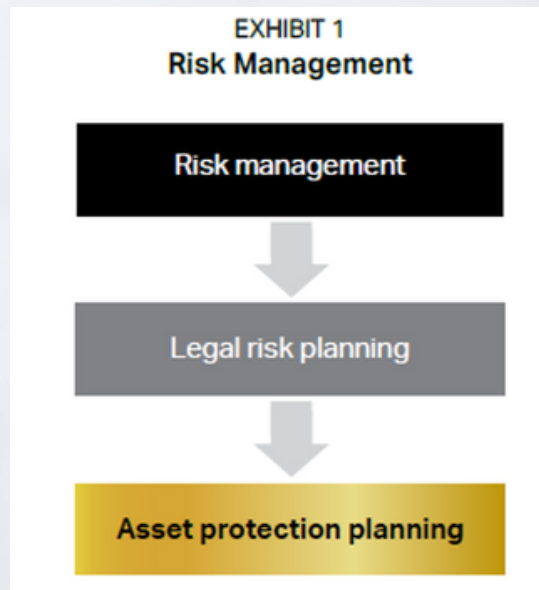 EXHIBIT 1
Risk Management
Risk management
Legal risk planning
Asset protection planning